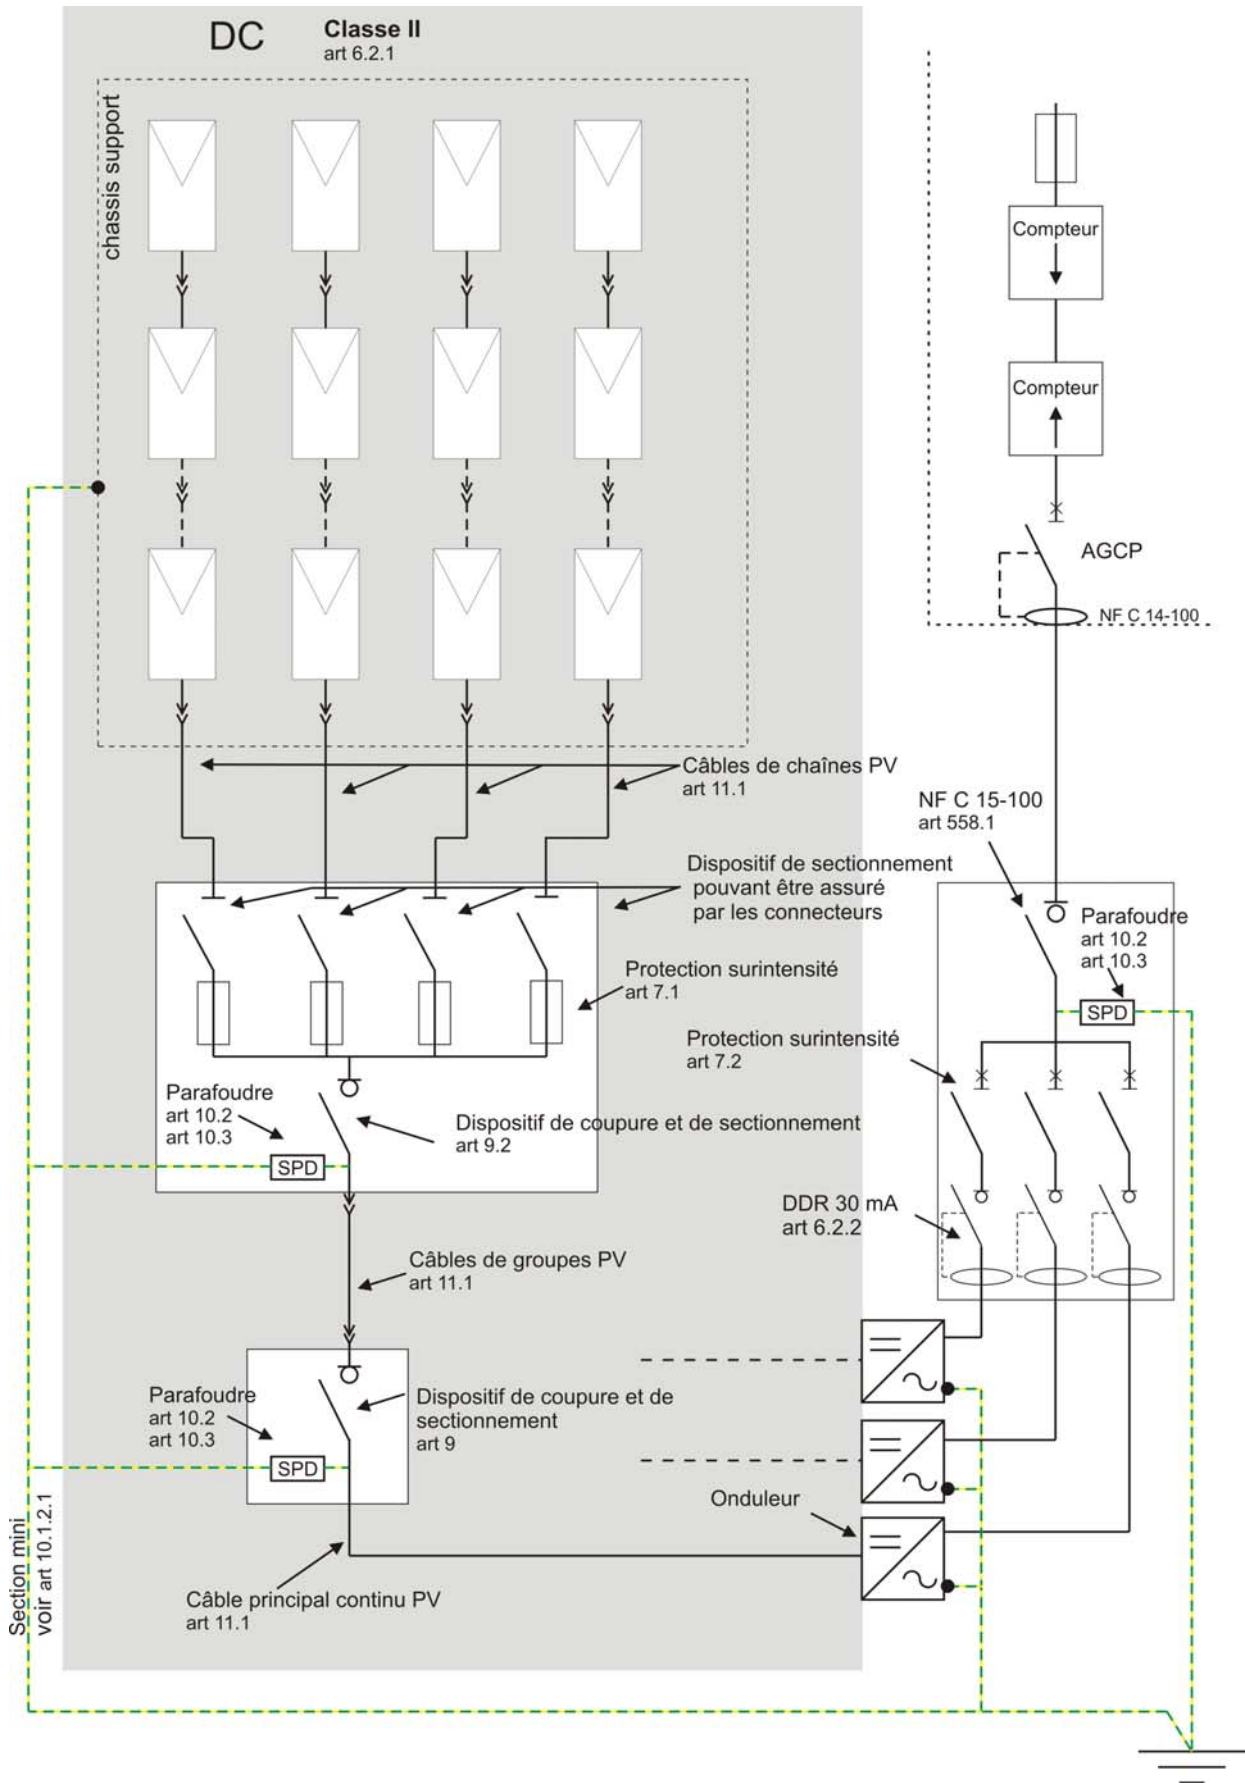 DC
Classe II
art 6.2.1
chassis support
Compteur
Compteur
AGCP
NF C 14-100
Câbles de chaînes PV
art 11.1
NF C 15-100
art 558.1
Dispositif de sectionnement
pouvant être assuré
par les connecteurs
Parafoudre
art 10.2
art 10.3
SPD
Protection surintensité
art 7.1
Protection surintensité
art 7.2
Parafoudre
art 10.2
art 10.3
SPD
Dispositif de coupure et de sectionnement
art 9.2
DDR 30 mA
art 6.2.2
Câbles de groupes PV
art 11.1
Parafoudre
art 10.2
art 10.3
SPD
Dispositif de coupure et de
sectionnement
art 9
Onduleur
Câble principal continu PV
art 11.1
Section mini
voir art 10.1.2.1